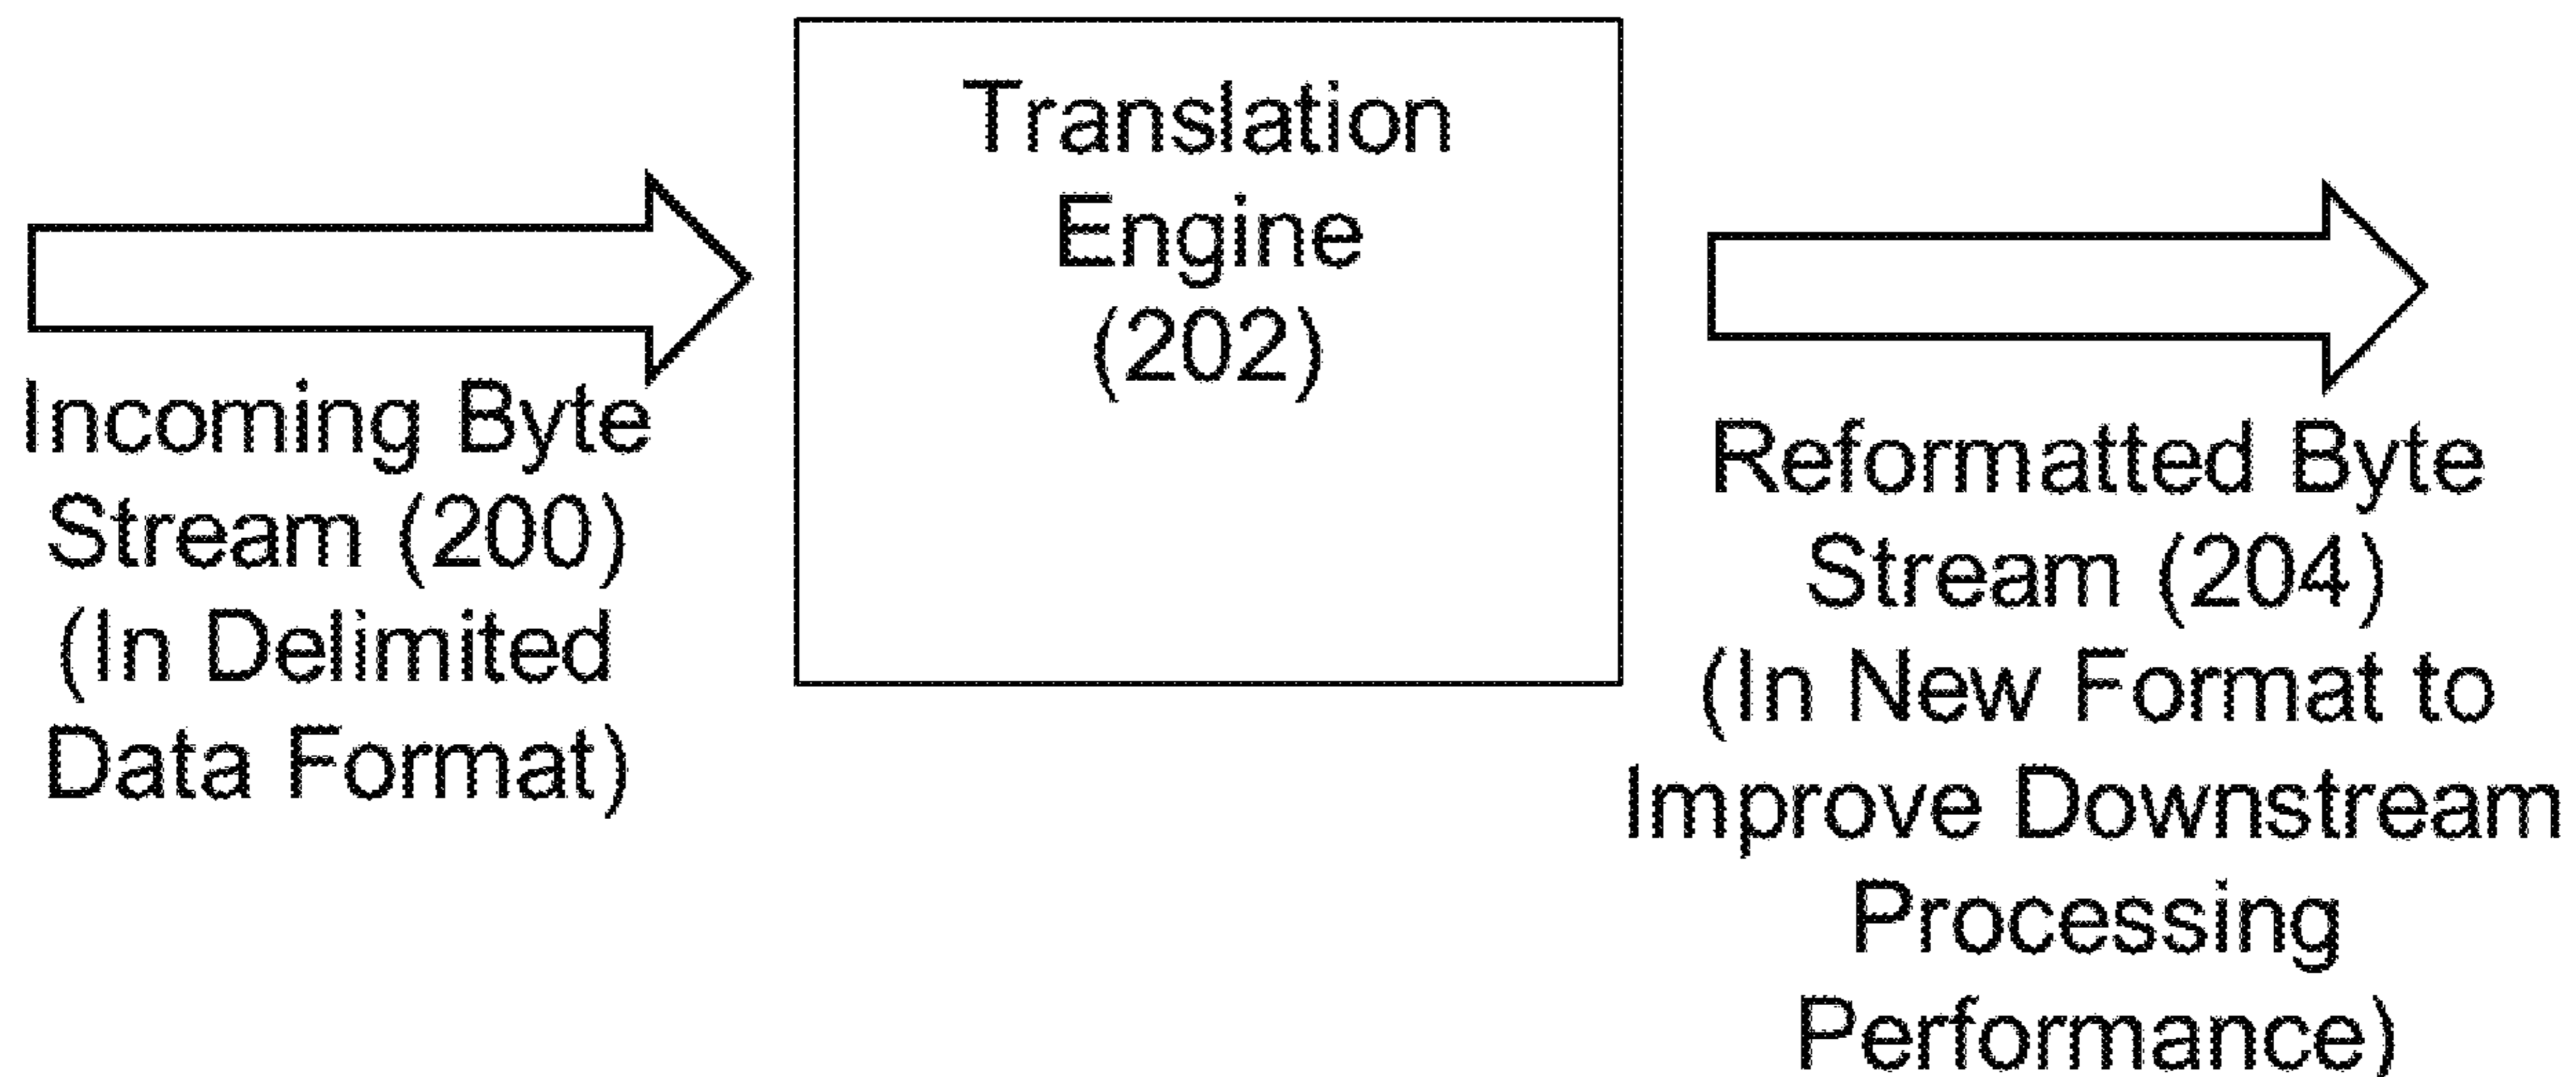 Translation
Engine
(202)
Incoming Byte
Stream (200)
(In Delimited
Data Format)
Reformatted Byte
Stream (204)
(In New Format to
Improve Downstream
Processing
Performance)